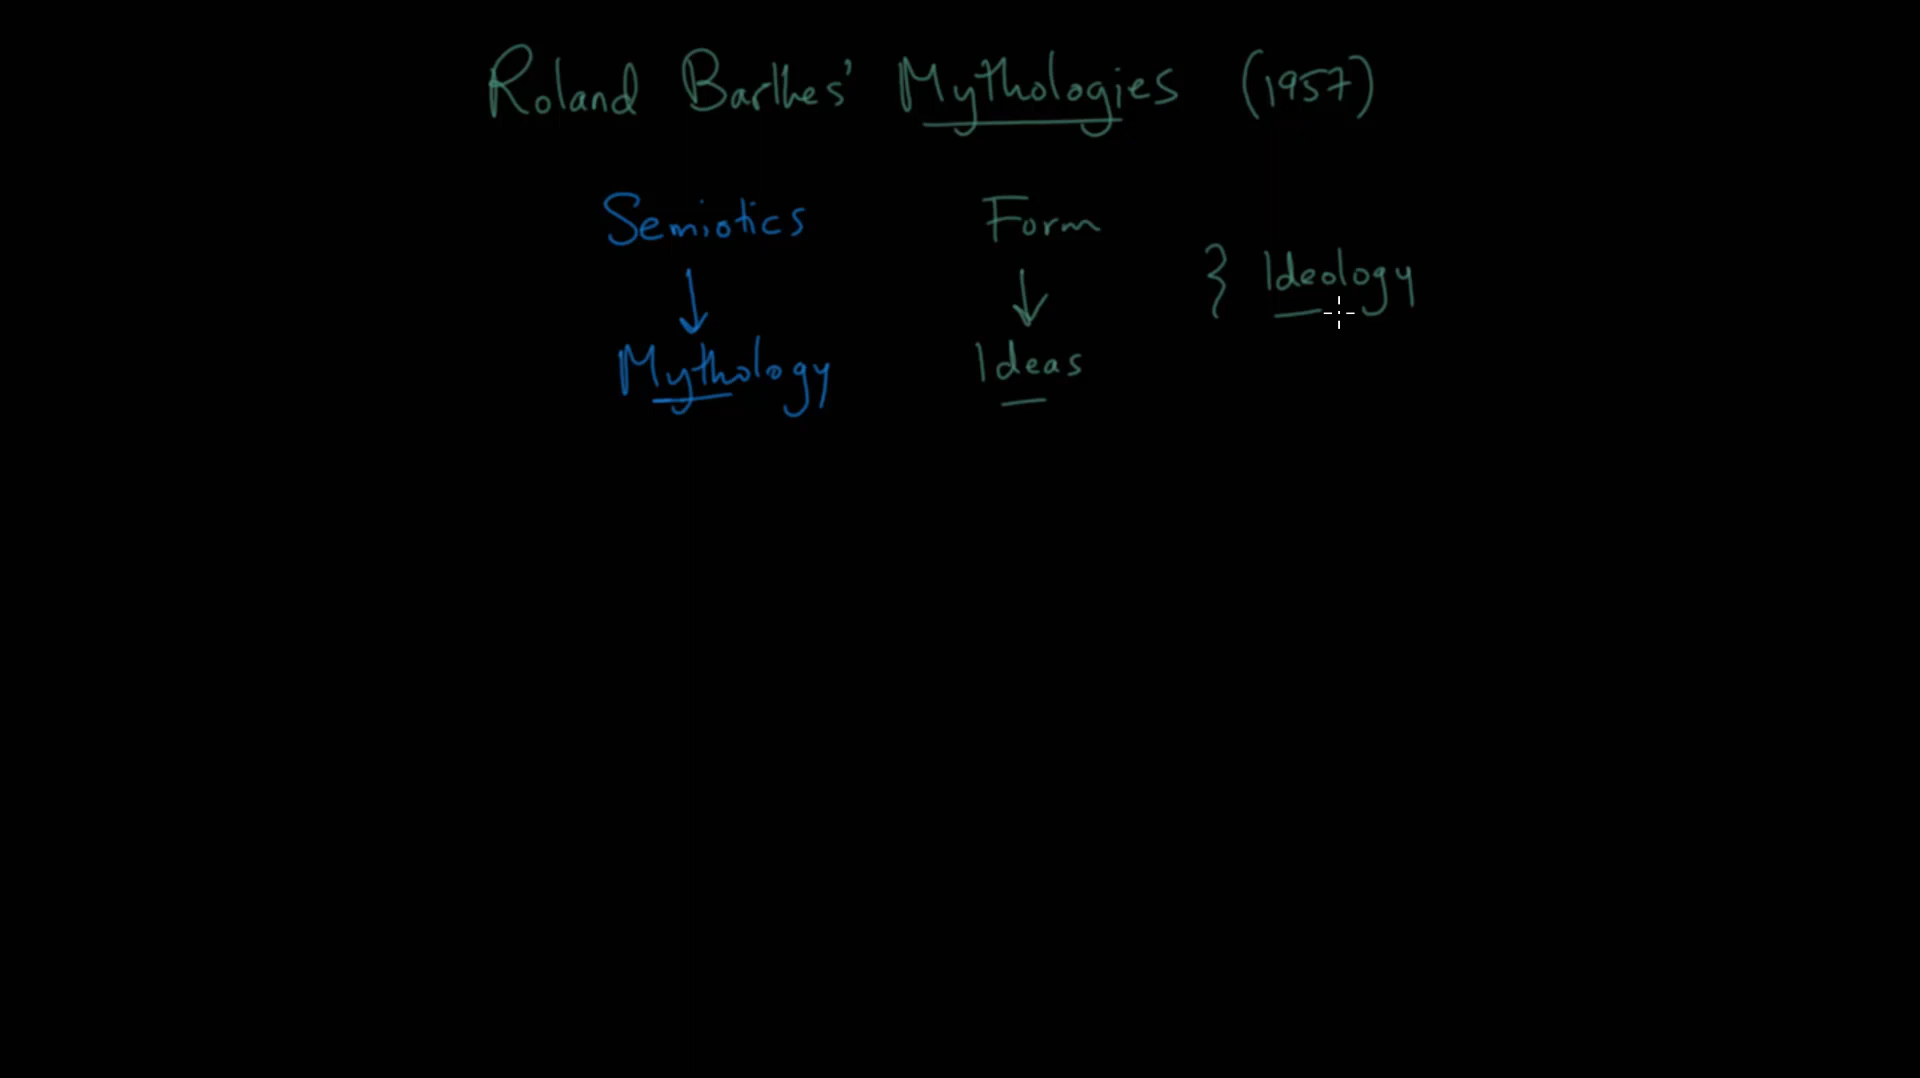 Roland Barthes' Mythologies (1957)
Semiotics Form
} Ideology
↓ ↓
Mythology Ideas